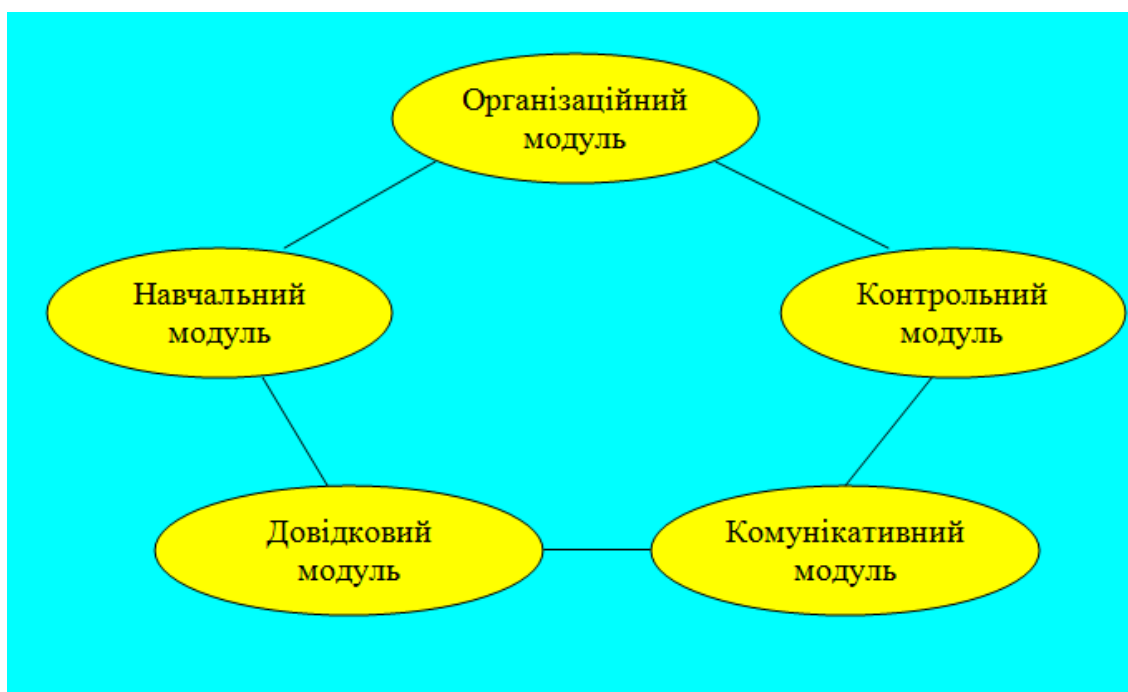 Організаційний
модуль
Навчальний
модуль
Контрольний
модуль
Довідковий
модуль
Комунікативний
модуль